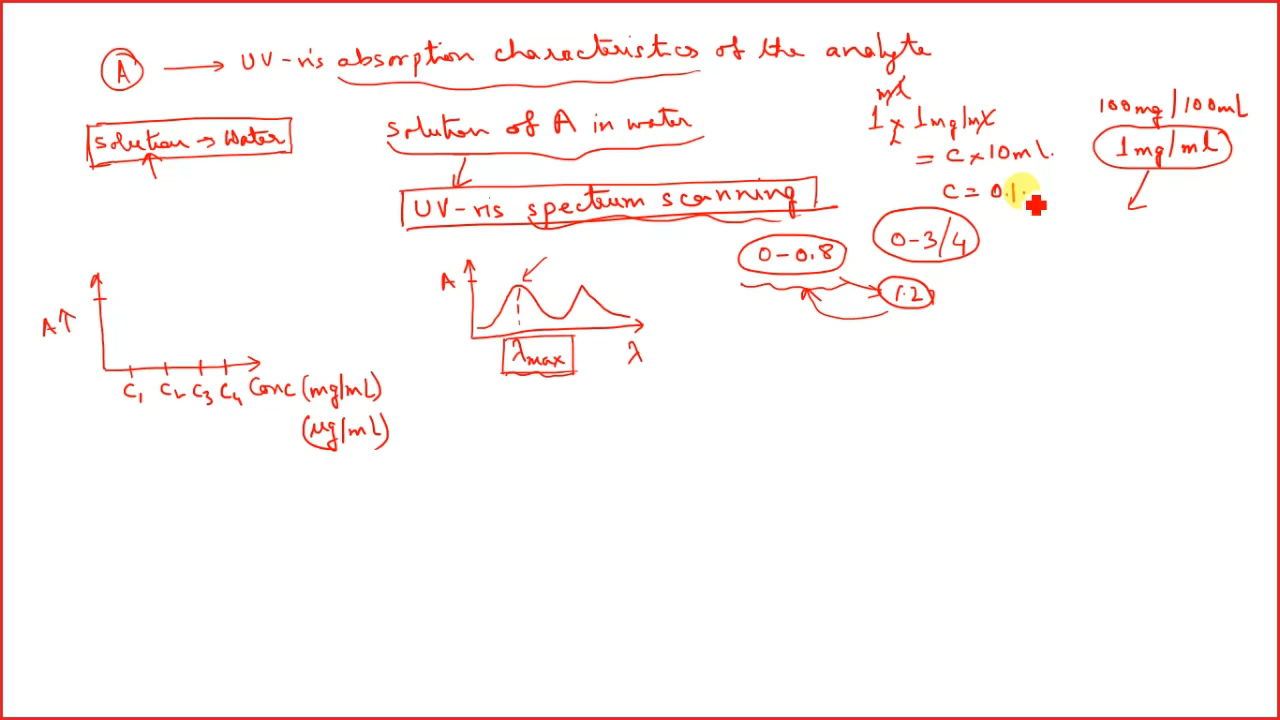 A → UV-vis absorption characteristics of the analyte
Solution → Water
solution of A in water
UV-vis spectrum scanning
ml
1 x 1mg/ml
= C x 10ml.
C = 0.1.
100mg/100mL
1mg/ml
0-0.8
0-3/4
1.2
A↑
C1 C2 C3 C4 Conc (mg/mL)
(µg/mL)
A
λmax
λ